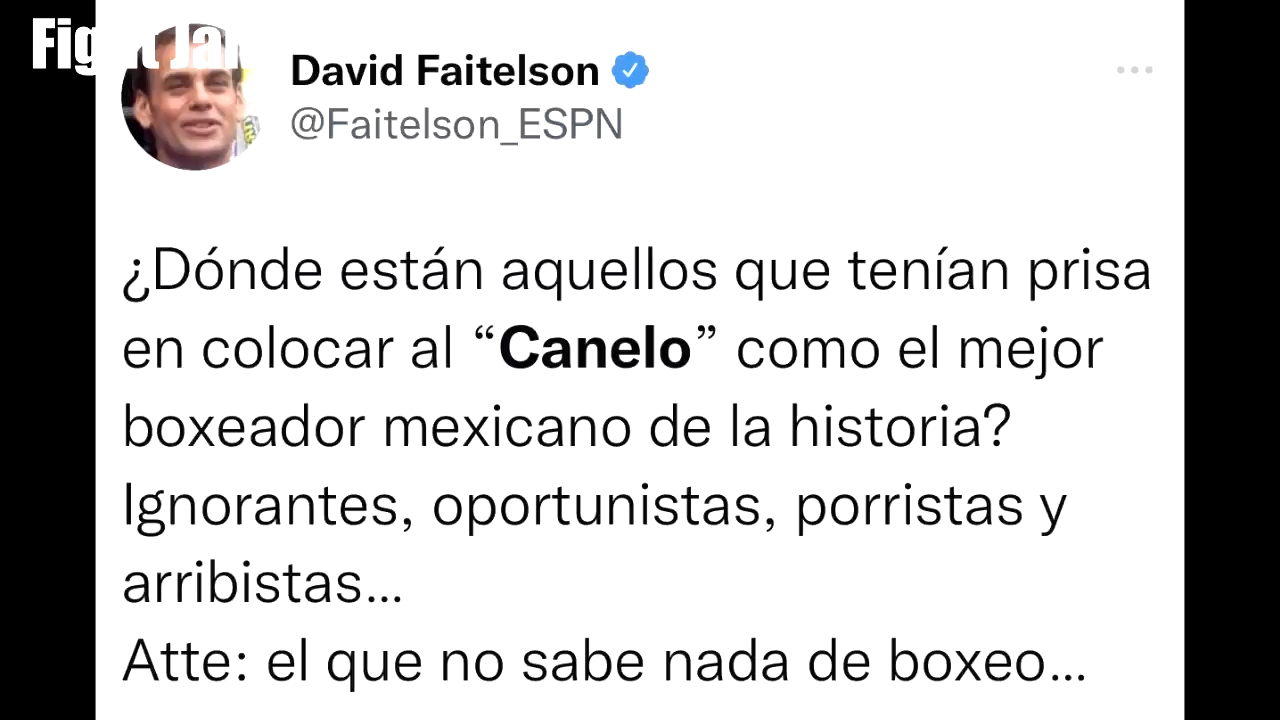 David Faitelson
@Faitelson_ESPN
¿Dónde están aquellos que tenían prisa
en colocar al “Canelo” como el mejor
boxeador mexicano de la historia?
Ignorantes, oportunistas, porristas y
arribistas...
Atte: el que no sabe nada de boxeo...